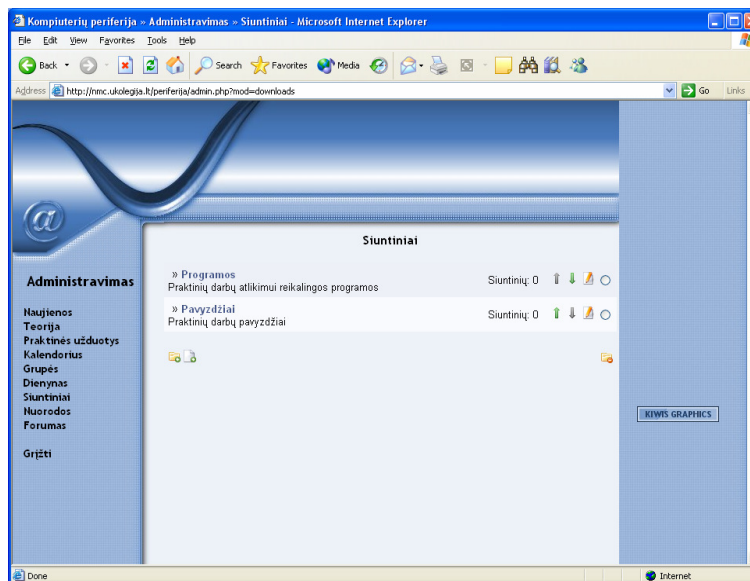 Kompiuterių periferija » Administravimas » Siuntiniai - Microsoft Internet Explorer
File Edit View Favorites Tools Help
Back Search Favorites Media
Address http://nmc.ukolegija.lt/periferija/admin.php?mod=downloads Go Links
@
Siuntiniai
Administravimas
» Programos
Praktinių darbų atlikimui reikalingos programos
Siuntinių: 0
» Pavyzdžiai
Praktinių darbų pavyzdžiai
Siuntinių: 0
Naujienos
Teorija
Praktinės užduotys
Kalendorius
Grupės
Dienynas
Siuntiniai
Nuorodos
Forumas
Grįžti
KIWIS GRAPHICS
Done Internet